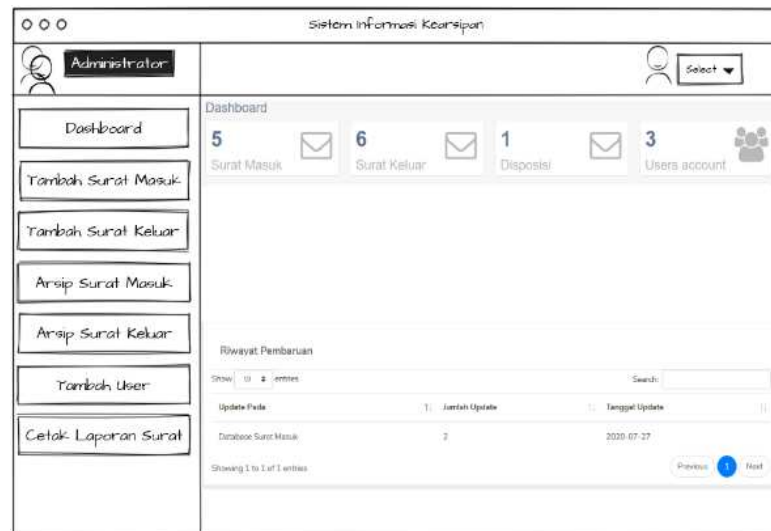 Sistem Informasi Kearsipan
Administrator
Select
Dashboard
Tambah Surat Masuk
Tambah Surat Keluar
Arsip Surat Masuk
Arsip Surat Keluar
Tambah User
Cetak Laporan Surat
Dashboard
5
Surat Masuk
6
Surat Keluar
1
Disposisi
3
Users account
Riwayat Pembaruan
Show 10 entries
Search:
Update Pada Jumlah Update Tanggal Update
Database Surat Masuk 2 2020-07-27
Showing 1 to 1 of 1 entries
Previous 1 Next